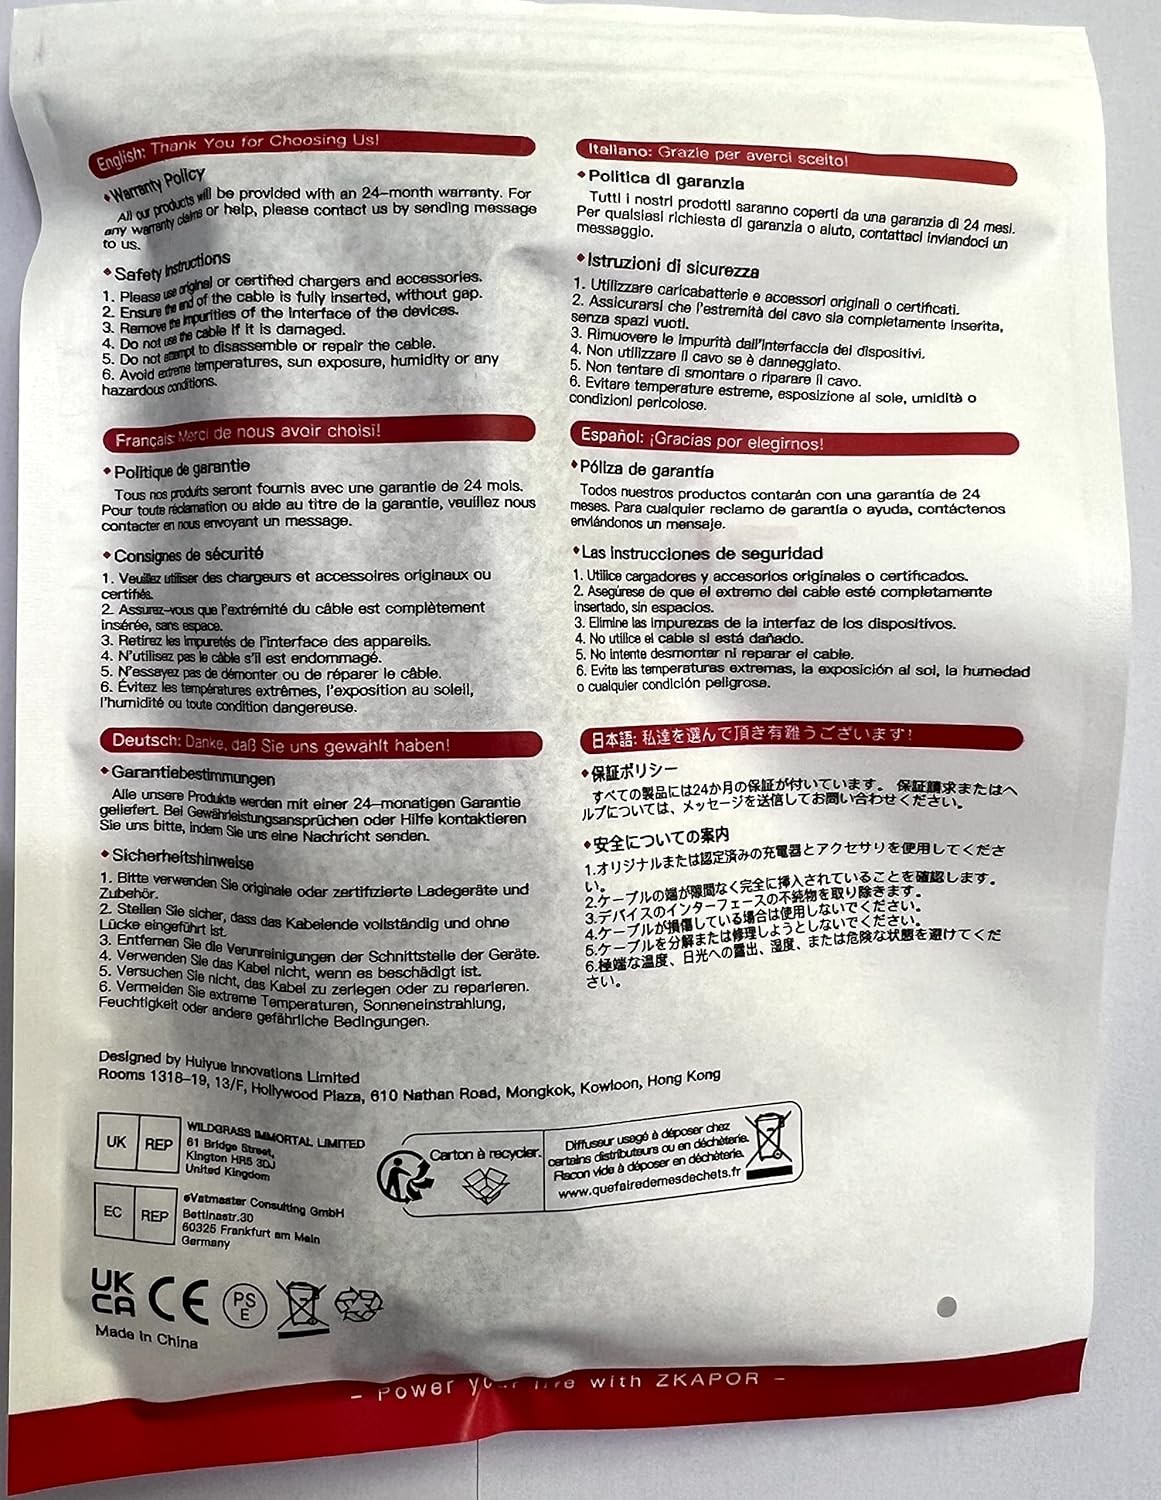 English: Thank You for Choosing Us!
◆Warranty Policy
All our products will be provided with an 24-month warranty. For
any warranty claims or help, please contact us by sending message
to us.
◆Safety Instructions
1. Please use original or certified chargers and accessories.
2. Ensure the end of the cable is fully inserted, without gap.
3. Remove the impurities of the interface of the devices.
4. Do not use the cable if it is damaged.
5. Do not attempt to disassemble or repair the cable.
6. Avoid extreme temperatures, sun exposure, humidity or any
hazardous conditions.
Français: Merci de nous avoir choisi!
◆Politique de garantie
Tous nos produits seront fournis avec une garantie de 24 mois.
Pour toute réclamation ou aide au titre de la garantie, veuillez nous
contacter en nous envoyant un message.
◆Consignes de sécurité
1. Veuillez utiliser des chargeurs et accessoires originaux ou
certifiés.
2. Assurez-vous que l'extrémité du câble est complètement
insérée, sans espace.
3. Retirez les impuretés de l'interface des appareils.
4. N'utilisez pas le câble s'il est endommagé.
5. N'essayez pas de démonter ou de réparer le câble.
6. Évitez les températures extrêmes, l'exposition au soleil,
l'humidité ou toute condition dangereuse.
Deutsch: Danke, daß Sie uns gewählt haben!
◆Garantiebestimmungen
Alle unsere Produkte werden mit einer 24-monatigen Garantie
geliefert. Bei Gewährleistungsansprüchen oder Hilfe kontaktieren
Sie uns bitte, indem Sie uns eine Nachricht senden.
◆Sicherheitshinweise
1. Bitte verwenden Sie originale oder zertifizierte Ladegeräte und
Zubehör.
2. Stellen Sie sicher, dass das Kabelende vollständig und ohne
Lücke eingeführt ist.
3. Entfernen Sie die Verunreinigungen der Schnittstelle der Geräte.
4. Verwenden Sie das Kabel nicht, wenn es beschädigt ist.
5. Versuchen Sie nicht, das Kabel zu zerlegen oder zu reparieren.
6. Vermeiden Sie extreme Temperaturen, Sonneneinstrahlung,
Feuchtigkeit oder andere gefährliche Bedingungen.
Italiano: Grazie per averci scelto!
◆Politica di garanzia
Tutti i nostri prodotti saranno coperti da una garanzia di 24 mesi.
Per qualsiasi richiesta di garanzia o aiuto, contattaci inviandoci un
messaggio.
◆Istruzioni di sicurezza
1. Utilizzare caricabatterie e accessori originali o certificati.
2. Assicurarsi che l'estremità del cavo sia completamente inserita,
senza spazi vuoti.
3. Rimuovere le impurità dall'interfaccia dei dispositivi.
4. Non utilizzare il cavo se è danneggiato.
5. Non tentare di smontare o riparare il cavo.
6. Evitare temperature estreme, esposizione al sole, umidità o
condizioni pericolose.
Español: ¡Gracias por elegirnos!
◆Póliza de garantía
Todos nuestros productos contarán con una garantía de 24
meses. Para cualquier reclamo de garantía o ayuda, contáctenos
enviándonos un mensaje.
◆Las instrucciones de seguridad
1. Utilice cargadores y accesorios originales o certificados.
2. Asegúrese de que el extremo del cable esté completamente
insertado, sin espacios.
3. Elimine las impurezas de la interfaz de los dispositivos.
4. No utilice el cable si está dañado.
5. No intente desmontar ni reparar el cable.
6. Evite las temperaturas extremas, la exposición al sol, la humedad
o cualquier condición peligrosa.
日本語: 私達を選んで頂き有難うございます!
◆保証ポリシー
すべての製品には24か月の保証が付いています。 保証請求またはヘ
ルプについては、メッセージを送信してお問い合わせください。
◆安全についての案内
1.オリジナルまたは認定済みの充電器とアクセサリを使用してくださ
い。
2.ケーブルの端が隙間なく完全に挿入されていることを確認します。
3.デバイスのインターフェースの不純物を取り除きます。
4.ケーブルが損傷している場合は使用しないでください。
5.ケーブルを分解または修理しようとしないでください。
6.極端な温度、日光への露出、湿度、または危険な状態を避けてくだ
さい。
Designed by Huiyue Innovations Limited
Rooms 1318-19, 13/F, Hollywood Plaza, 610 Nathan Road, Mongkok, Kowloon, Hong Kong
UK REP
WILDGRASS IMMORTAL LIMITED
61 Bridge Street,
Kington HR5 3DJ
United Kingdom
EC REP
eVatmaster Consulting GmbH
Bettinastr.30
60325 Frankfurt am Main
Germany
Carton à recycler.
Diffuseur usagé à déposer chez
certains distributeurs ou en déchèterie.
Flacon vide à déposer en déchèterie.
www.quefairedemesdechets.fr
UK
CA
CE
PS
E
Made in China
- Power your life with ZKAPOR -